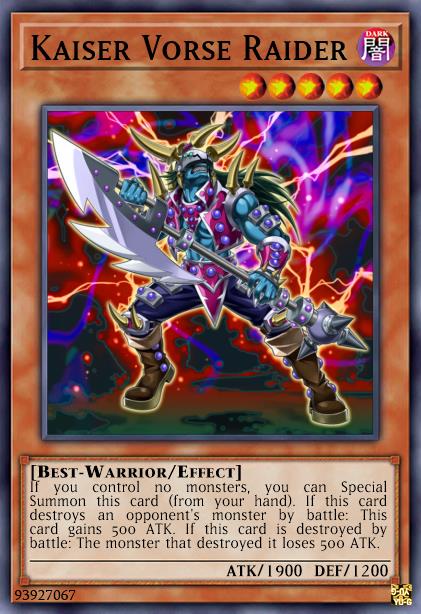 KAISER VORSE RAIDER
DARK
闇
[BEST-WARRIOR/EFFECT]
If you control no monsters, you can Special
Summon this card (from your hand). If this card
destroys an opponent's monster by battle: This
card gains 500 ATK. If this card is destroyed by
battle: The monster that destroyed it loses 500 ATK.
ATK/1900 DEF/1200
93927067